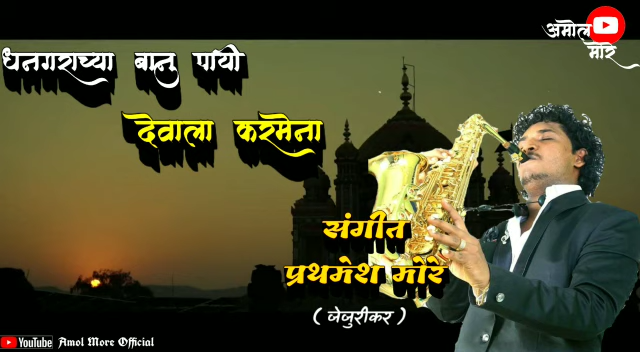 अमोल
मोरे
धनगराच्या बानु पायी
देवाला करमेना
संगीत
प्रथमेश मोरे
( जेजुरीकर )
YouTube Amol More Official